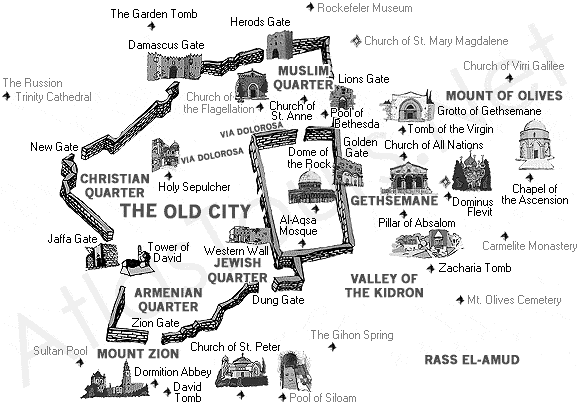 Rockefeler Museum
The Garden Tomb
Herods Gate
Damascus Gate
Church of St. Mary Magdalene
Church of Virri Galilee
MUSLIM
QUARTER
Lions Gate
The Russion
Trinity Cathedral
Church of
the Flagellation
Church of
St. Anne
Pool of
Bethesda
MOUNT OF OLIVES
Grotto of Gethsemane
Tomb of the Virgin
VIA DOLOROSA
VIA DOLOROSA
New Gate
Dome of
the Rock
Golden
Gate
Church of All Nations
CHRISTIAN
QUARTER
Holy Sepulcher
Chapel of
the Ascension
THE OLD CITY
GETHSEMANE
Dominus
Flevit
Al-Aqsa
Mosque
Pillar of Absalom
Jaffa Gate
Tower of
David
Western Wall
Carmelite Monastery
JEWISH
QUARTER
Zacharia Tomb
VALLEY OF
THE KIDRON
ARMENIAN
QUARTER
Dung Gate
Mt. Olives Cemetery
Zion Gate
The Gihon Spring
Sultan Pool
MOUNT ZION
Church of St. Peter
RASS EL-AMUD
Dormition Abbey
David
Tomb
Pool of Siloam